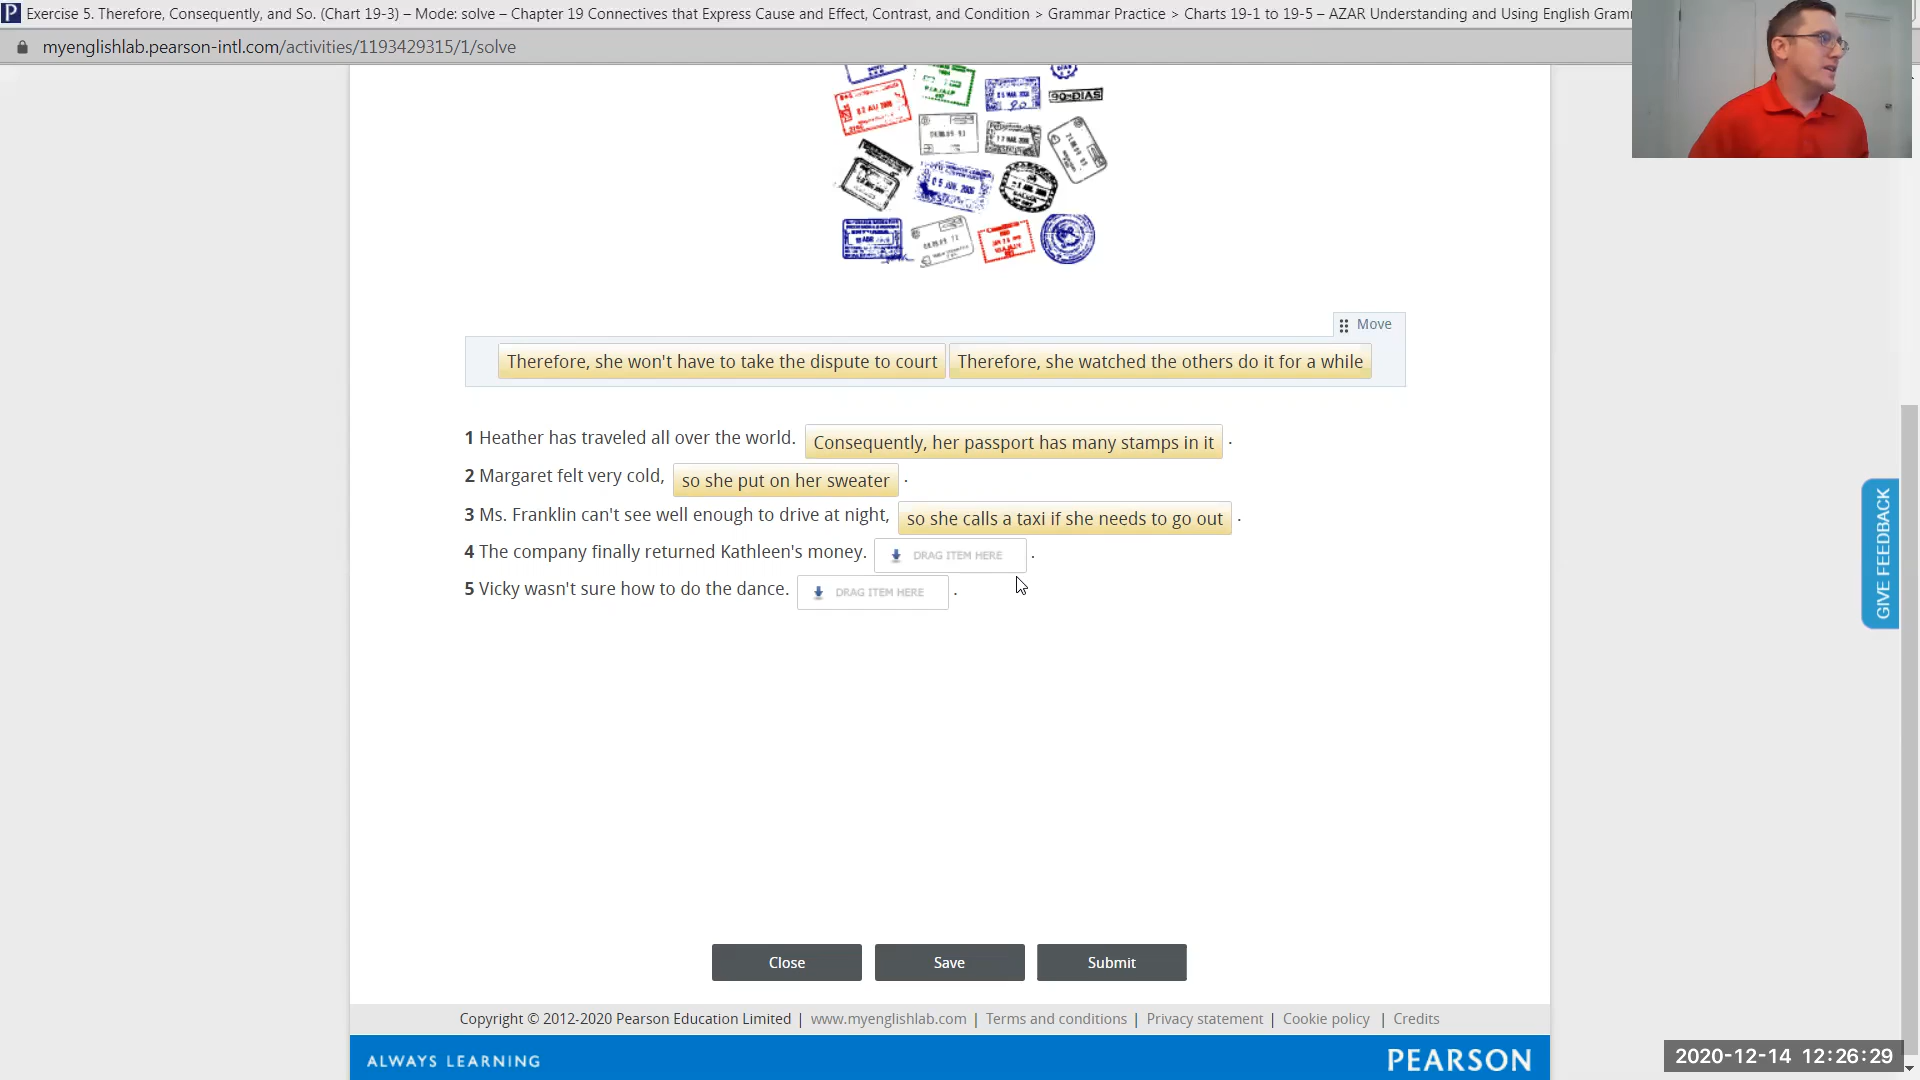 Exercise 5. Therefore, Consequently, and So. (Chart 19-3) – Mode: solve – Chapter 19 Connectives that Express Cause and Effect, Contrast, and Condition > Grammar Practice > Charts 19-1 to 19-5 – AZAR Understanding and Using English Gram
myenglishlab.pearson-intl.com/activities/1193429315/1/solve
90-DIAS
Move
Therefore, she won't have to take the dispute to court
Therefore, she watched the others do it for a while
1 Heather has traveled all over the world. Consequently, her passport has many stamps in it .
2 Margaret felt very cold, so she put on her sweater .
3 Ms. Franklin can't see well enough to drive at night, so she calls a taxi if she needs to go out .
4 The company finally returned Kathleen's money. DRAG ITEM HERE .
5 Vicky wasn't sure how to do the dance. DRAG ITEM HERE .
GIVE FEEDBACK
Close
Save
Submit
Copyright © 2012-2020 Pearson Education Limited | www.myenglishlab.com | Terms and conditions | Privacy statement | Cookie policy | Credits
ALWAYS LEARNING
PEARSON
2020-12-14 12:26:29